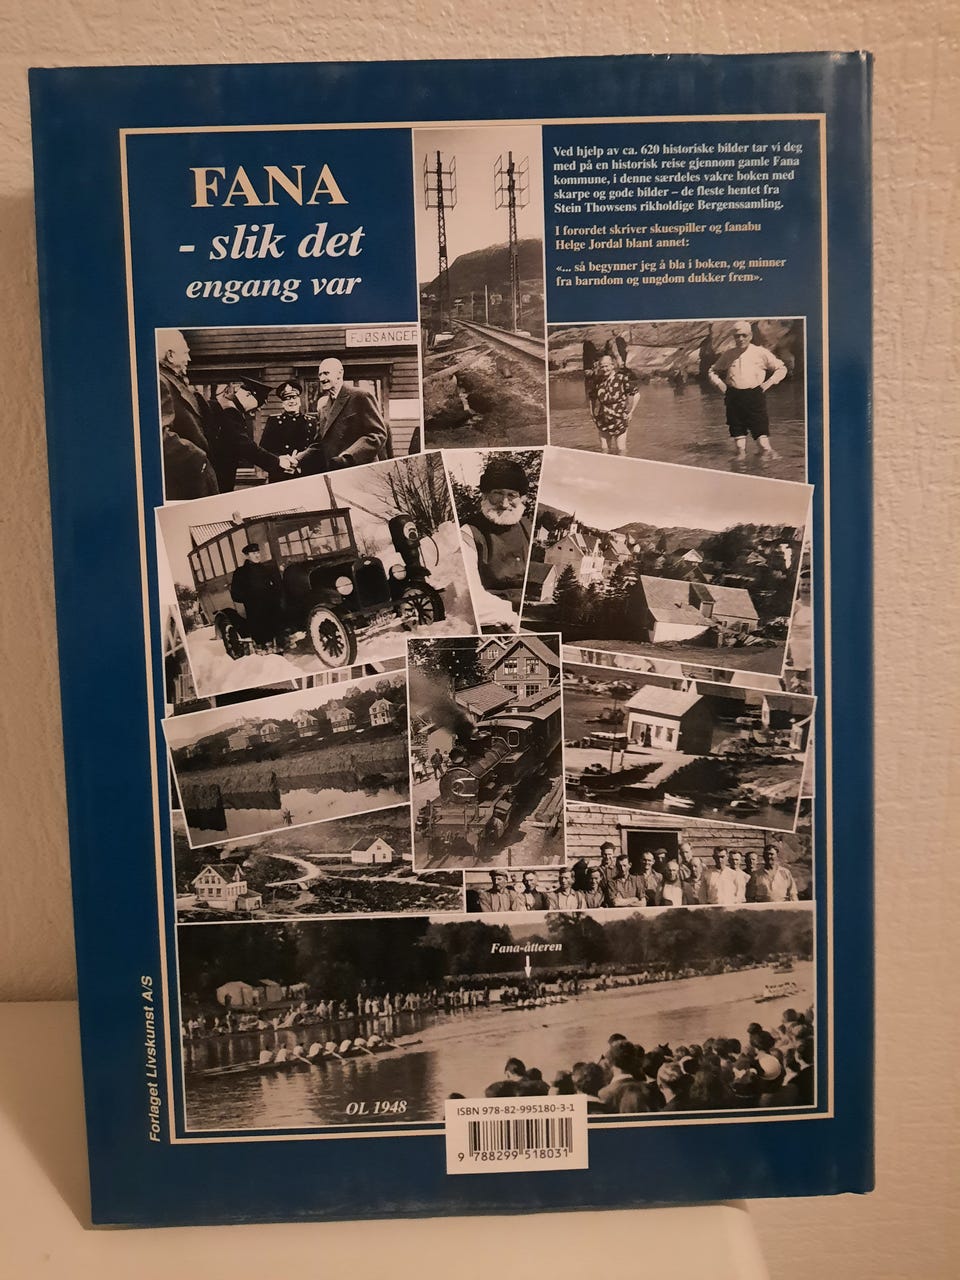 FANA
- slik det
engang var
Ved hjelp av ca. 620 historiske bilder tar vi deg
med på en historisk reise gjennom gamle Fana
kommune, i denne særdeles vakre boken med
skarpe og gode bilder – de fleste hentet fra
Stein Thowsens rikholdige Bergenssamling.
I forordet skriver skuespiller og fanabu
Helge Jordal blant annet:
«... så begynner jeg å bla i boken, og minner
fra barndom og ungdom dukker frem».
FJØSANGER
HOP
Fana-åtteren
OL 1948
Forlaget Livskunst A/S
ISBN 978-82-995180-3-1
9 788299 518031